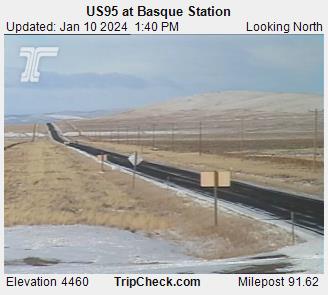 US95 at Basque Station
Updated: Jan 10 2024 1:40 PM Looking North
Elevation 4460 TripCheck.com Milepost 91.62